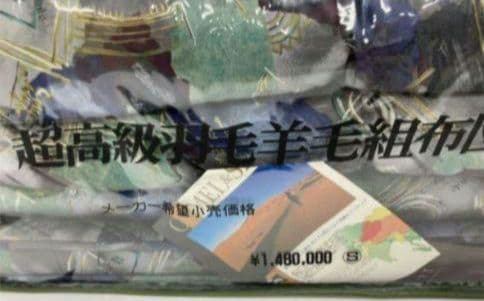 超高級羽毛羊毛組布
メーカー希望小売価格
¥1,480,000 Ⓢ